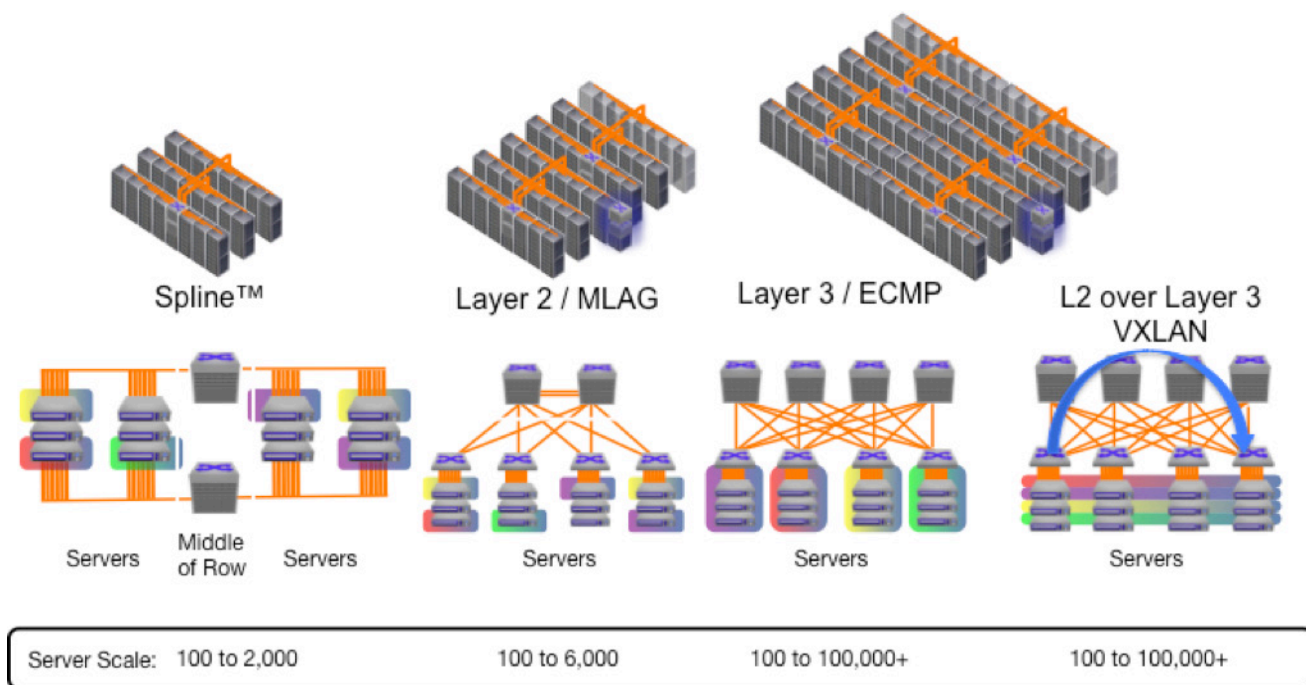 Spline™
Layer 2 / MLAG
Layer 3 / ECMP
L2 over Layer 3
VXLAN
Servers
Middle
of Row
Servers
Servers
Servers
Servers
Server Scale: 100 to 2,000 100 to 6,000 100 to 100,000+ 100 to 100,000+